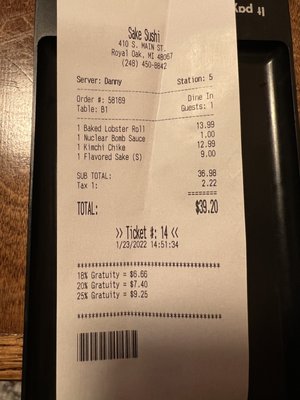 It pay
Sake Sushi
410 S. MAIN ST.
Royal Oak, MI 48067
(248) 450-8842
Server: Danny Station: 5
Order #: 58169 Dine In
Table: B1 Guests: 1
1 Baked Lobster Roll 13.99
1 Nuclear Bomb Sauce 1.00
1 Kimchi Chike 12.99
1 Flavored Sake (S) 9.00
SUB TOTAL: 36.98
Tax 1: 2.22
========
TOTAL: $39.20
>> Ticket #: 14 <<
1/23/2022 14:51:34
18% Gratuity = $6.66
20% Gratuity = $7.40
25% Gratuity = $9.25